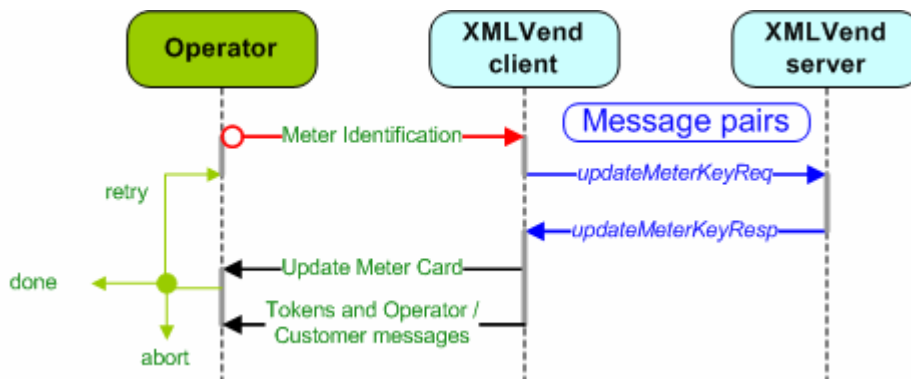 Operator
XMLVend
client
XMLVend
server
Message pairs
Meter Identification
updateMeterKeyReq
retry
updateMeterKeyResp
Update Meter Card
done
Tokens and Operator /
Customer messages
abort